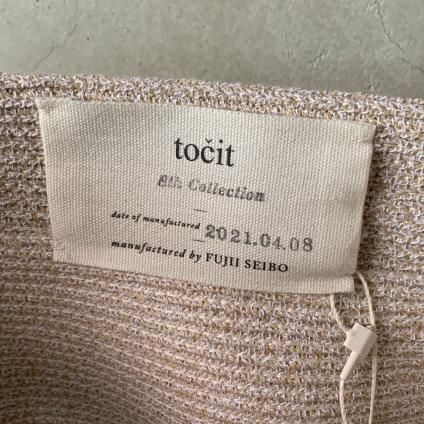 točit
8th Collection
date of manufactured 2021.04.08
manufactured by FUJII SEIBO